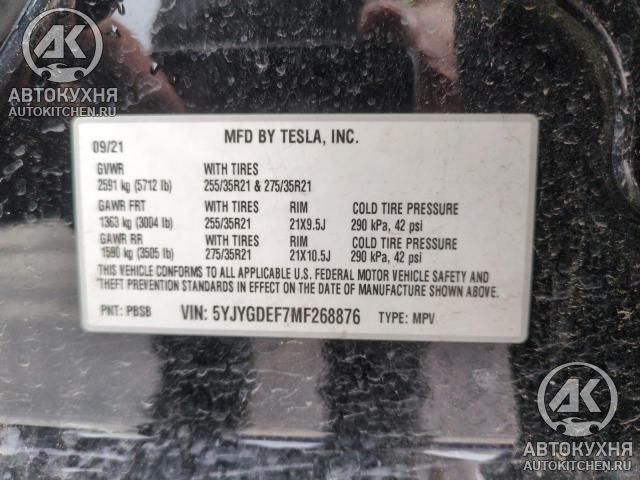 АК
АВТОКУХНЯ
AUTOKITCHEN.RU
09/21
MFD BY TESLA, INC.
GVWR WITH TIRES
2591 kg (5712 lb) 255/35R21 & 275/35R21
GAWR FRT WITH TIRES RIM COLD TIRE PRESSURE
1363 kg (3004 lb) 255/35R21 21X9.5J 290 kPa, 42 psi
GAWR RR WITH TIRES RIM COLD TIRE PRESSURE
1590 kg (3505 lb) 275/35R21 21X10.5J 290 kPa, 42 psi
THIS VEHICLE CONFORMS TO ALL APPLICABLE U.S. FEDERAL MOTOR VEHICLE SAFETY AND
THEFT PREVENTION STANDARDS IN EFFECT ON THE DATE OF MANUFACTURE SHOWN ABOVE.
PNT: PBSB VIN: 5YJYGDEF7MF268876 TYPE: MPV
АК
АВТОКУХНЯ
AUTOKITCHEN.RU